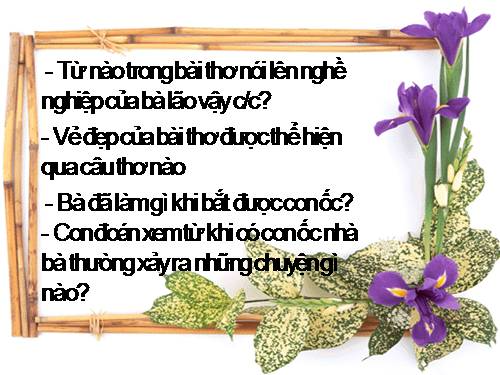 - Từ nào trong bài thơ nói lên nghề
nghiệp của bà lão vậy c/c?
- Vẻ đẹp của bài thơ được thể hiện
qua câu thơ nào
- Bà đã làm gì khi bắt được con ốc?
- Con đoán xem từ khi có con ốc nhà
bà thường xảy ra những chuyện gì
nào?